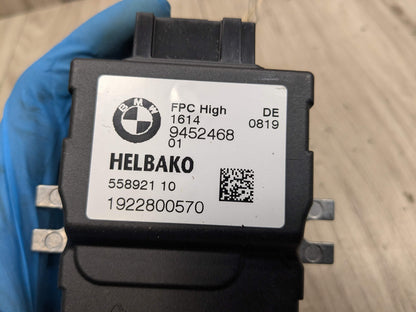 BMW
FPC High DE
1614 0819
9452468
01
HELBAKO
558921 10
1922800570